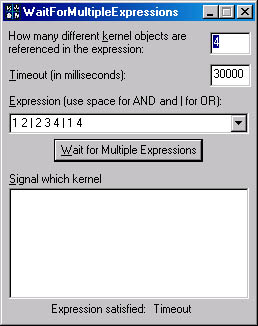 WaitForMultipleExpressions
How many different kernel objects are
referenced in the expression:
4
Timeout (in milliseconds):
30000
Expression (use space for AND and | for OR):
1 2 | 2 3 4 | 1 4
Wait for Multiple Expressions
Signal which kernel
Expression satisfied: Timeout